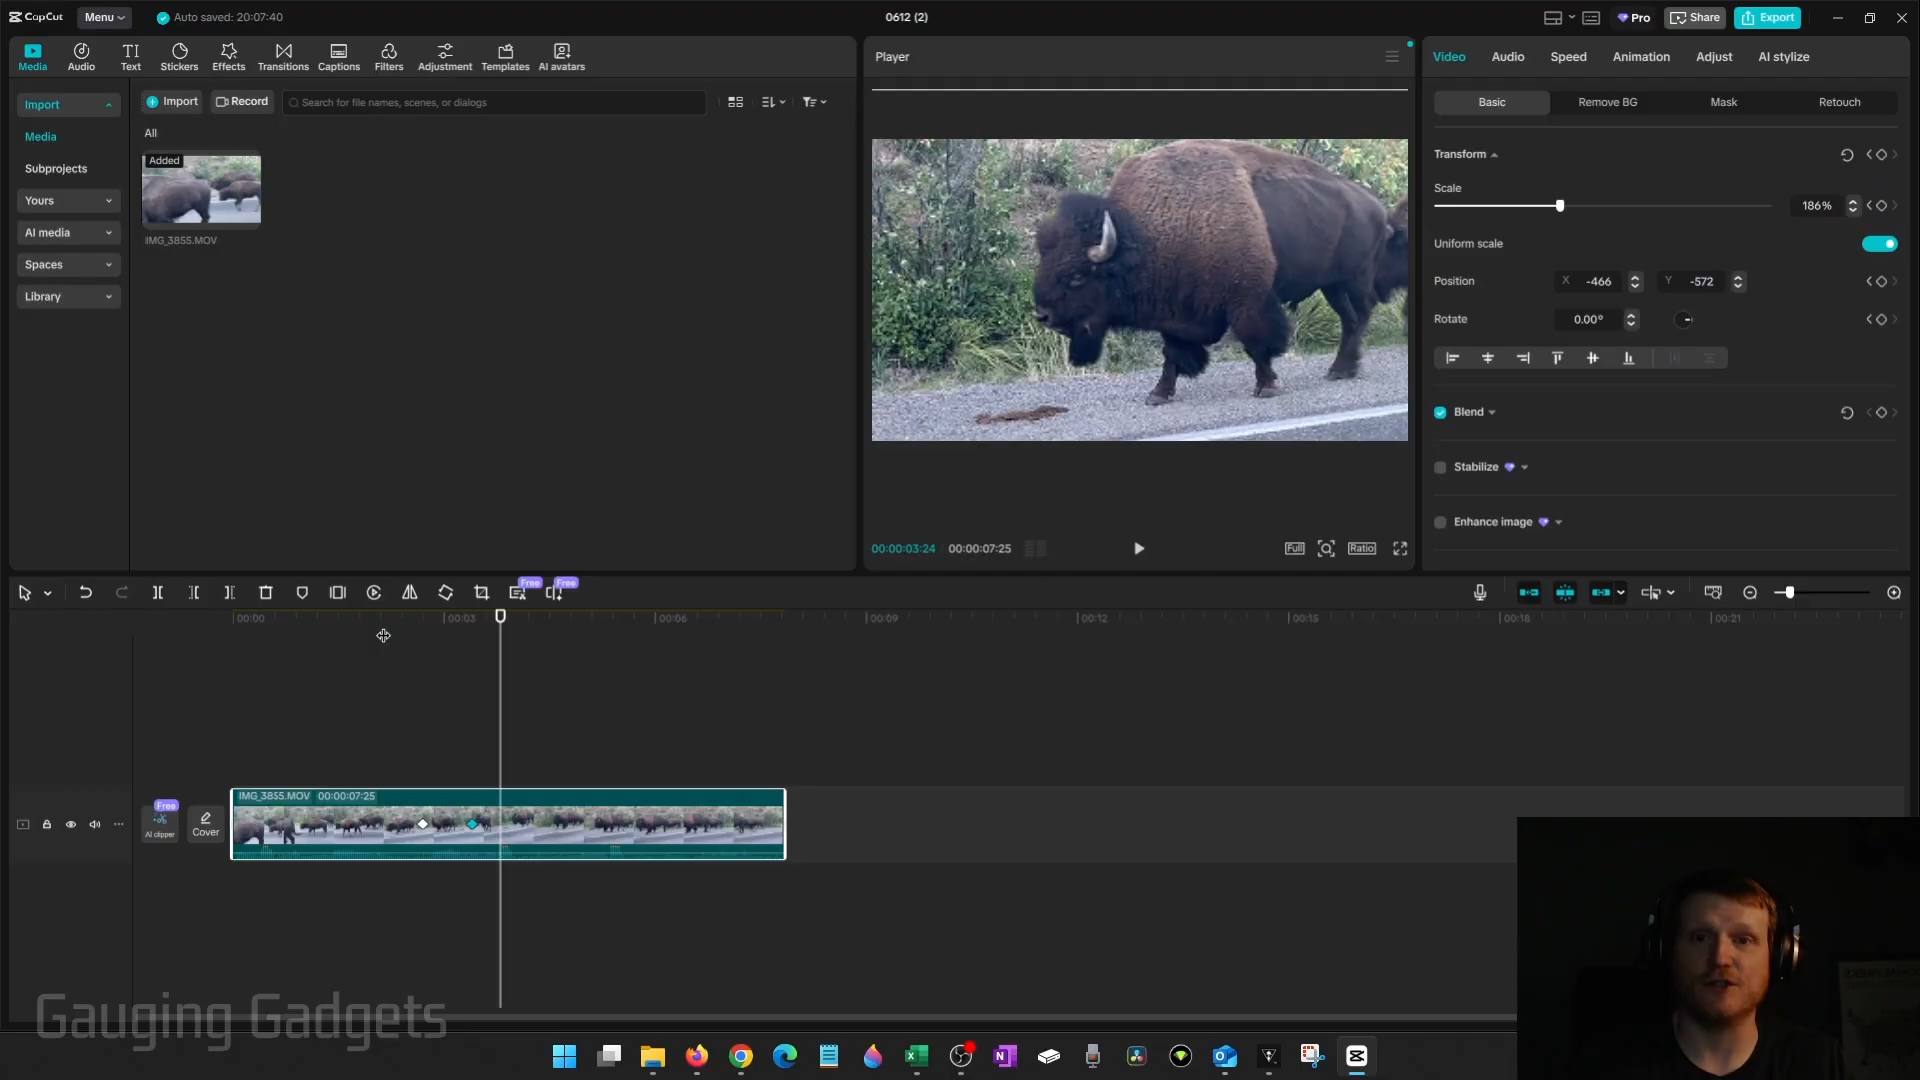 CapCut
Menu
Auto saved: 20:07:40
0612 (2)
Pro
Share
Export
Media
Audio
Text
Stickers
Effects
Transitions
Captions
Filters
Adjustment
Templates
AI avatars
Import
Media
Subprojects
Yours
AI media
Spaces
Library
Import
Record
Search for file names, scenes, or dialogs
All
Added
IMG_3855.MOV
Player
00:00:03:24
00:00:07:25
Full
Ratio
Video
Audio
Speed
Animation
Adjust
AI stylize
Basic
Remove BG
Mask
Retouch
Transform
Scale
186%
Uniform scale
Position
X -466
Y -572
Rotate
0.00°
Blend
Stabilize
Enhance image
Free
Free
00:00
00:03
00:06
00:09
00:12
00:15
00:18
00:21
Free
AI clipper
Cover
IMG_3855.MOV 00:00:07:25
Gauging Gadgets